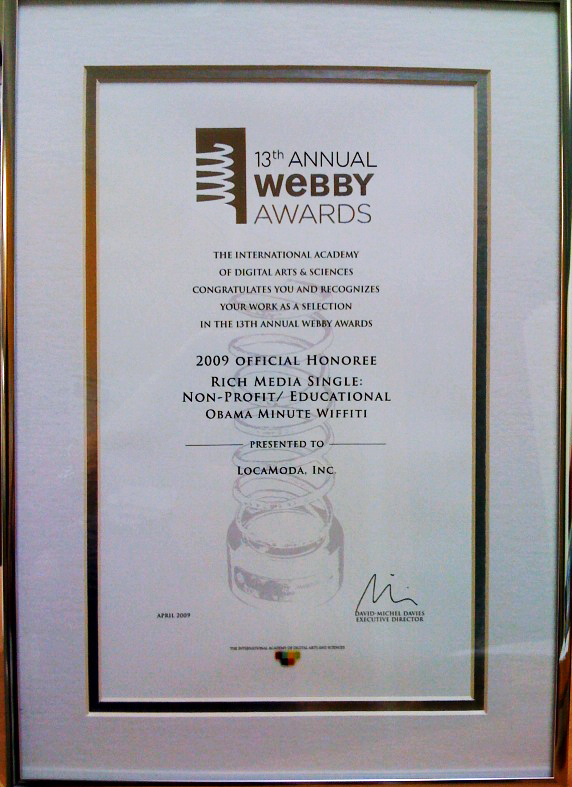 13th ANNUAL
WeBBY
AWARDS
THE INTERNATIONAL ACADEMY
OF DIGITAL ARTS & SCIENCES
CONGRATULATES YOU AND RECOGNIZES
YOUR WORK AS A SELECTION
IN THE 13TH ANNUAL WEBBY AWARDS
2009 OFFICIAL HONOREE
RICH MEDIA SINGLE:
NON-PROFIT/ EDUCATIONAL
OBAMA MINUTE WIFFITI
PRESENTED TO
LOCAMODA, INC.
APRIL 2009
DAVID-MICHEL DAVIES
EXECUTIVE DIRECTOR
THE INTERNATIONAL ACADEMY OF DIGITAL ARTS AND SCIENCES